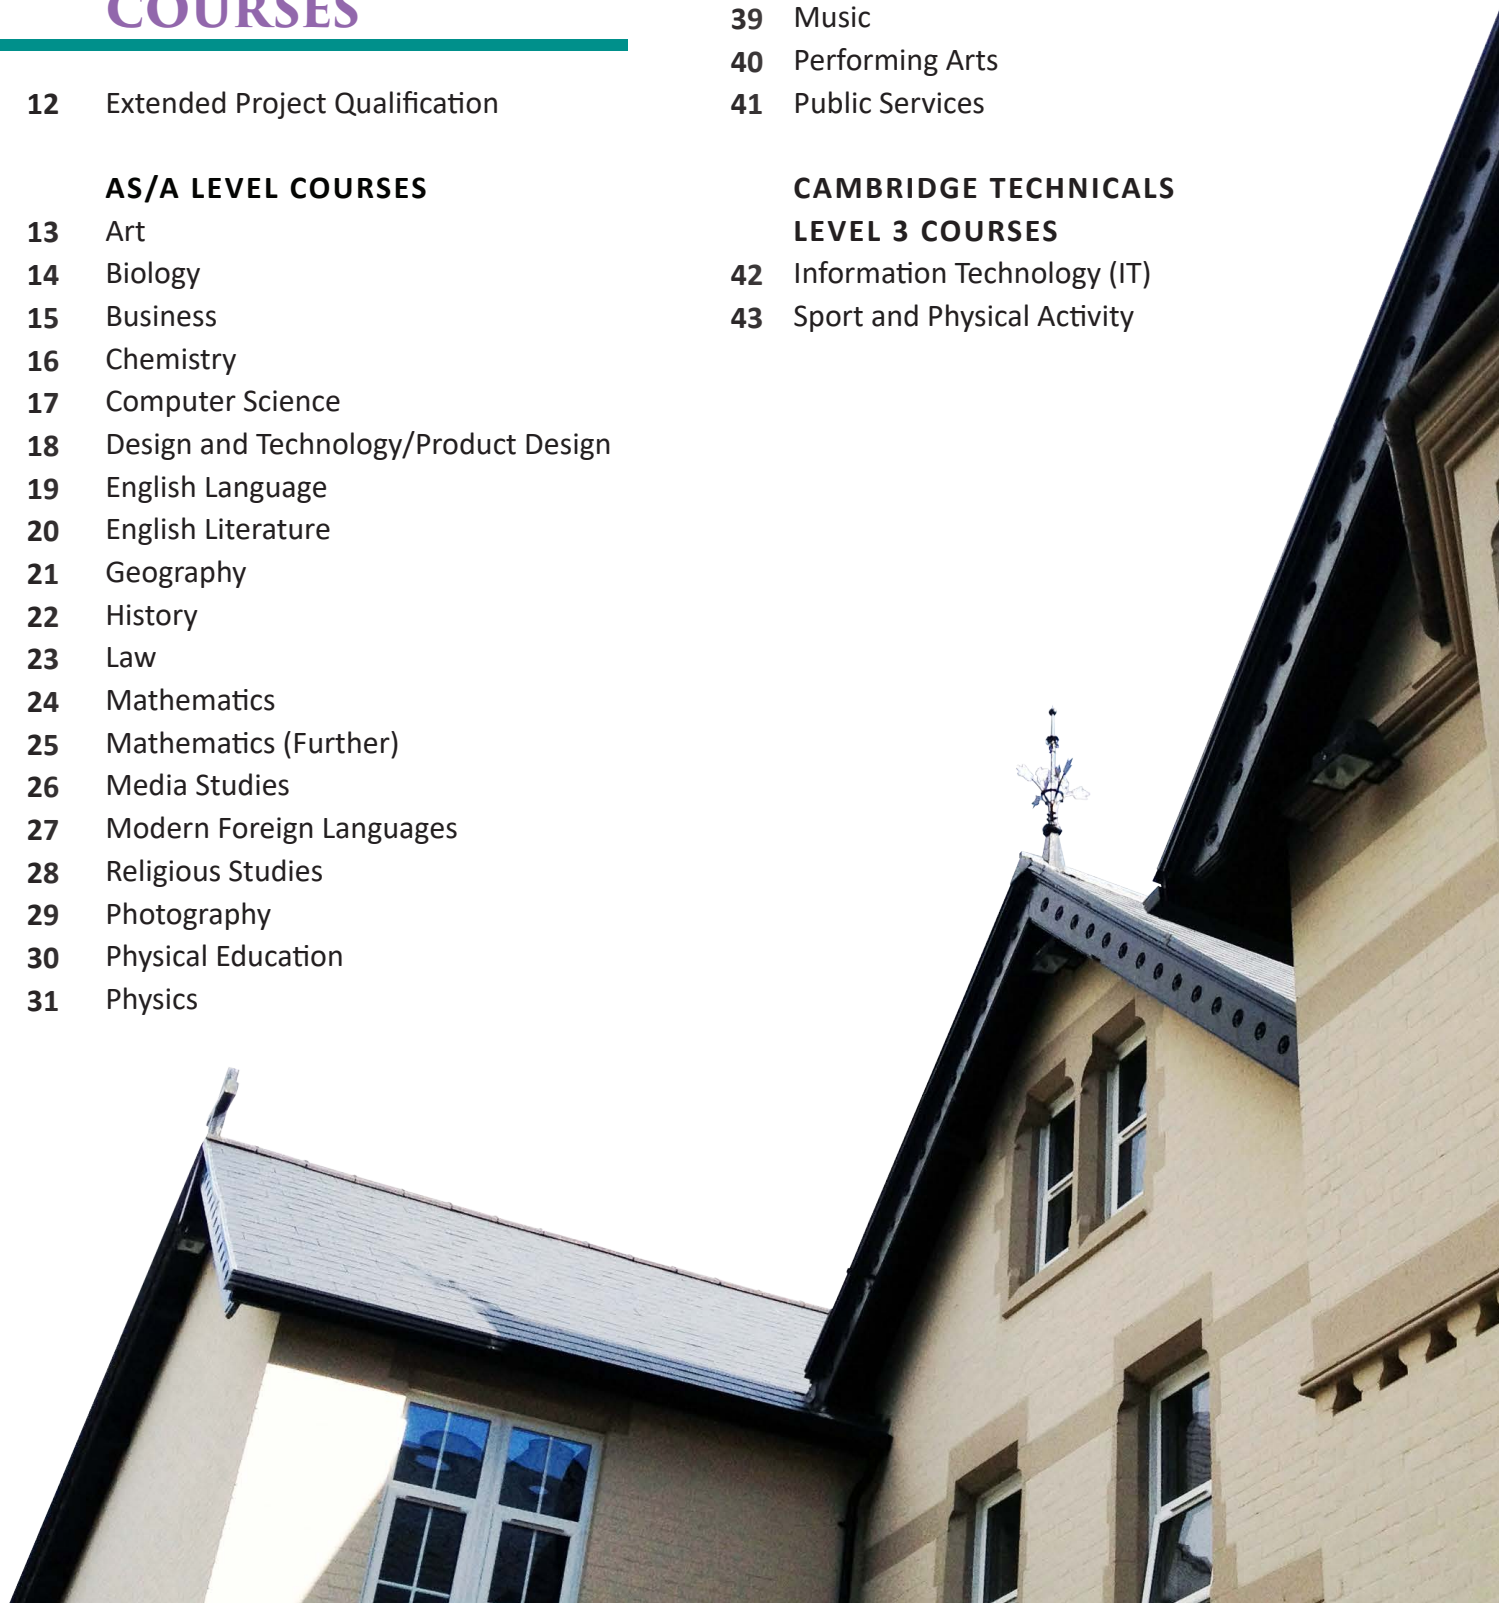 COURSES
12 Extended Project Qualification
AS/A LEVEL COURSES
13 Art
14 Biology
15 Business
16 Chemistry
17 Computer Science
18 Design and Technology/Product Design
19 English Language
20 English Literature
21 Geography
22 History
23 Law
24 Mathematics
25 Mathematics (Further)
26 Media Studies
27 Modern Foreign Languages
28 Religious Studies
29 Photography
30 Physical Education
31 Physics
39 Music
40 Performing Arts
41 Public Services
CAMBRIDGE TECHNICALS
LEVEL 3 COURSES
42 Information Technology (IT)
43 Sport and Physical Activity